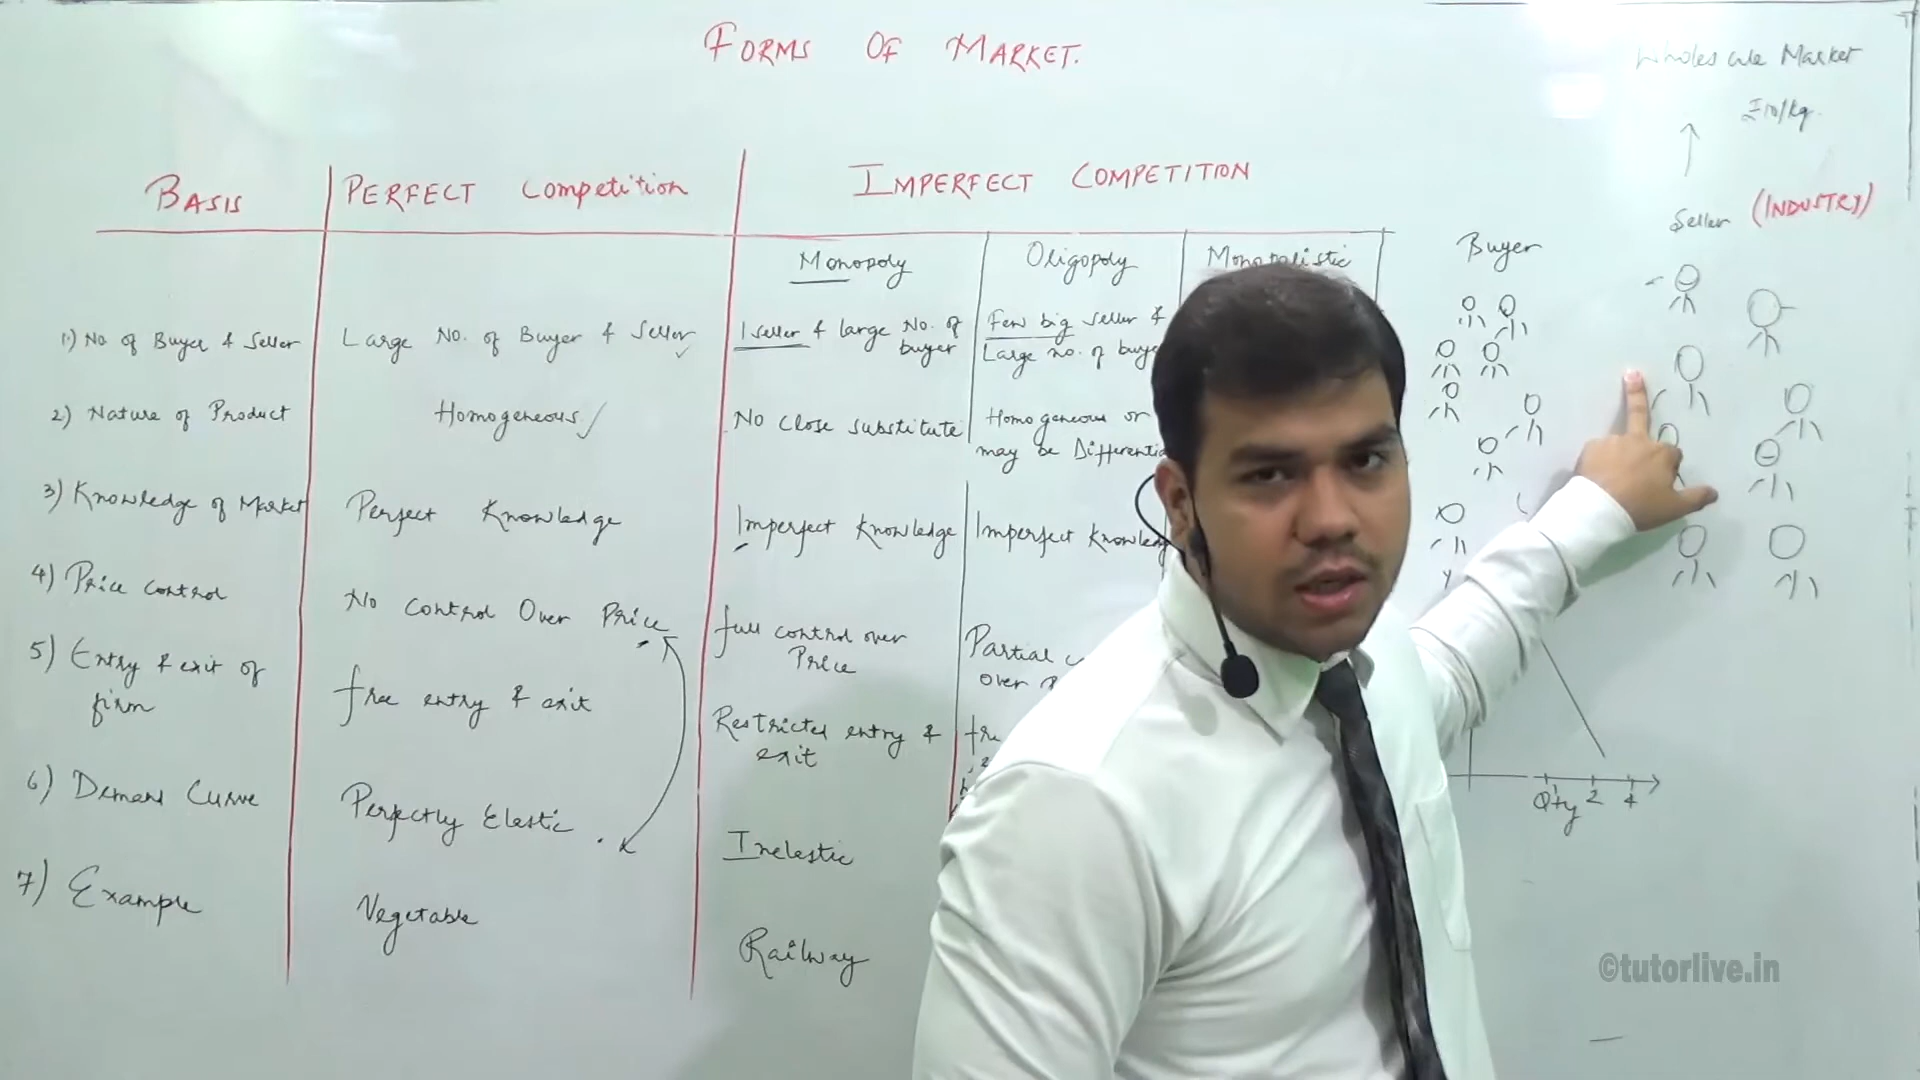 FORMS OF MARKET.
Wholesale Market
₹10/kg.
Seller (INDUSTRY)
Buyer
BASIS
PERFECT Competition
IMPERFECT COMPETITION
Monopoly
Oligopoly
Monopolistic
1.) No. of Buyer & Seller
Large No. of Buyer & Seller
1 Seller & large No. of
buyer
Few big seller &
Large no. of
2) Nature of Product
Homogeneous
No close substitute
Homogeneous or
may be
3) Knowledge of Market
Perfect Knowledge
Imperfect Knowledge
Imperfect
4) Price control
No control Over Price
full control over
Price
Partial
over
5) Entry & exit of
firm
free entry & exit
Restricted entry &
exit
6) Demand Curve
Perfectly Elastic
Inelastic
7) Example
Vegetable
Railway
Qty 2 4
©tutorlive.in